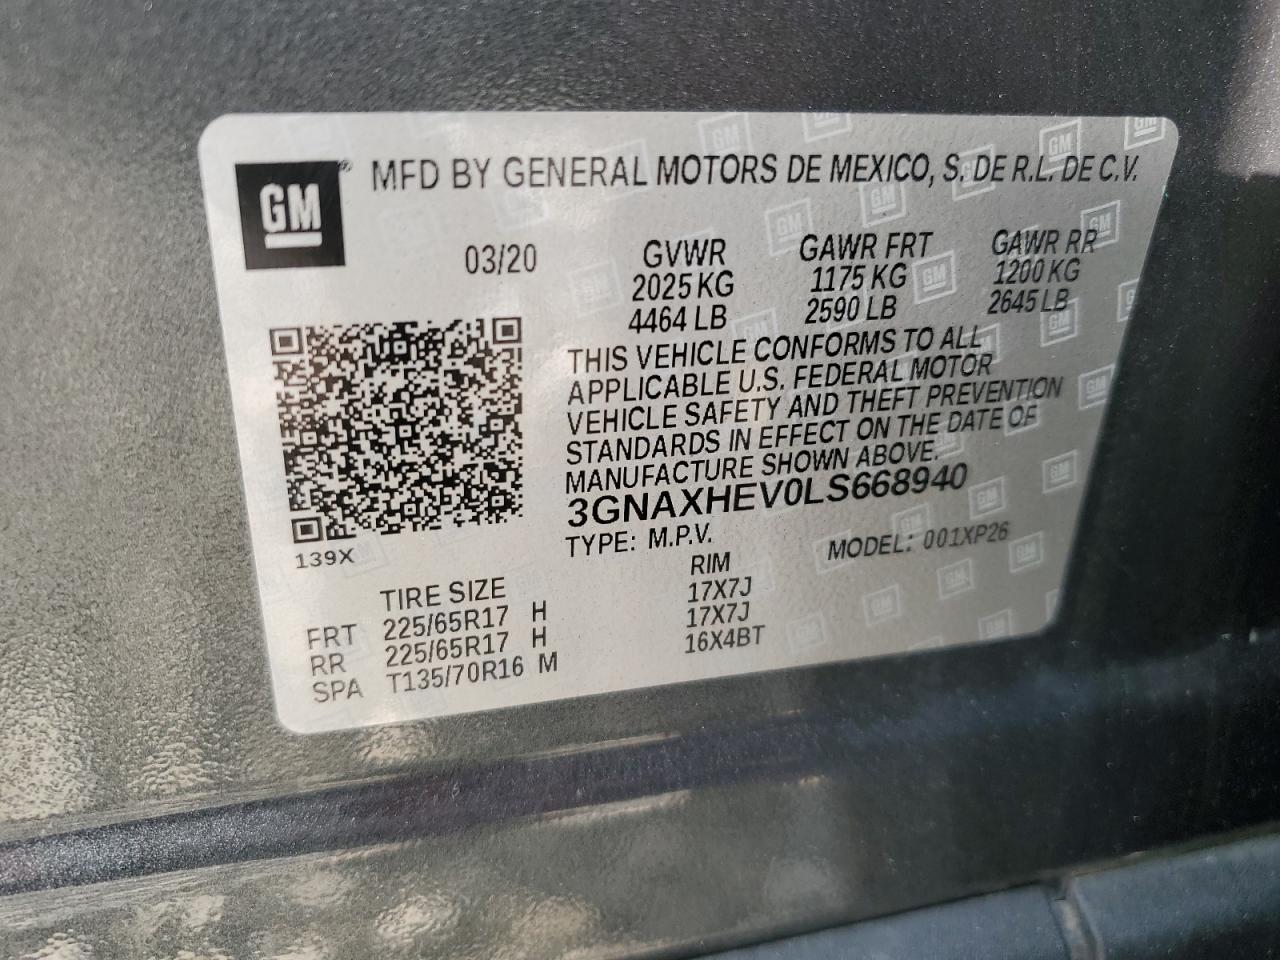 GM ® MFD BY GENERAL MOTORS DE MEXICO, S. DE R.L. DE C.V.
03/20 GVWR GAWR FRT GAWR RR
2025 KG 1175 KG 1200 KG
4464 LB 2590 LB 2645 LB
THIS VEHICLE CONFORMS TO ALL
APPLICABLE U.S. FEDERAL MOTOR
VEHICLE SAFETY AND THEFT PREVENTION
STANDARDS IN EFFECT ON THE DATE OF
MANUFACTURE SHOWN ABOVE.
3GNAXHEV0LS668940
TYPE: M.P.V. MODEL: 001XP26
139X
TIRE SIZE RIM
FRT 225/65R17 H 17X7J
RR 225/65R17 H 17X7J
SPA T135/70R16 M 16X4BT